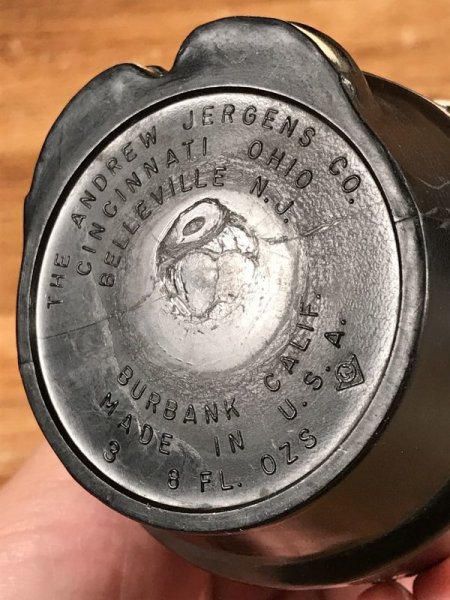 THE ANDREW JERGENS CO.
CINCINNATI OHIO
BELLEVILLE N.J.
BURBANK CALIF.
MADE IN U.S.A.
3 8 FL. OZS